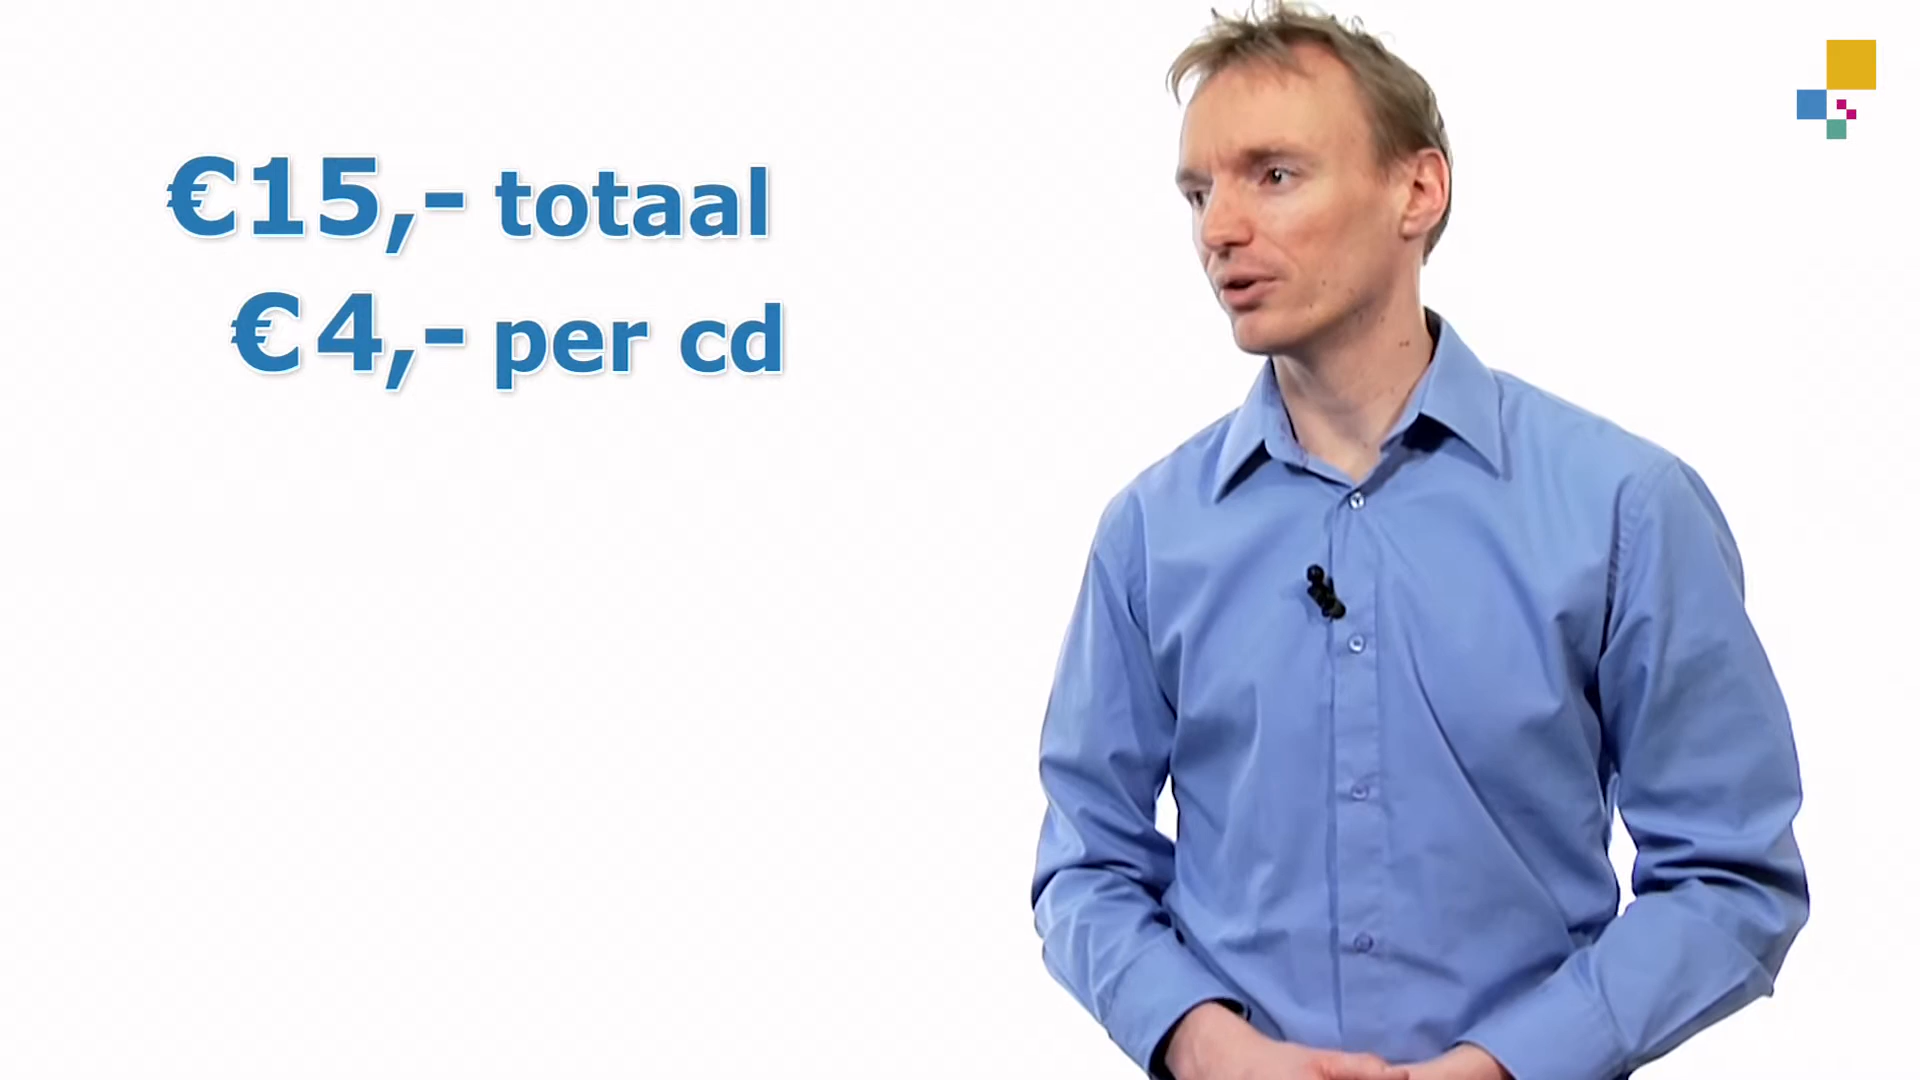 €15,- totaal
€4,- per cd